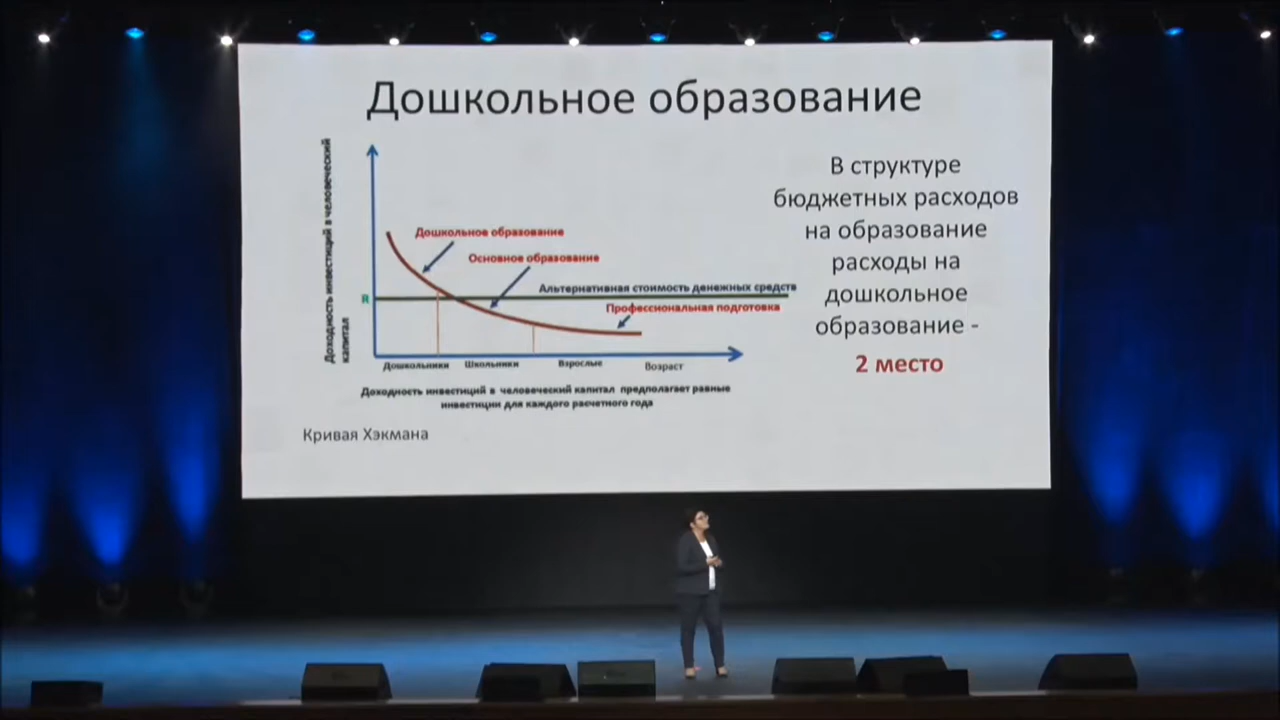 Дошкольное образование
Доходность инвестиций в человеческий
капитал
Дошкольное образование
Основное образование
Альтернативная стоимость денежных средств
R
Профессиональная подготовка
Дошкольники Школьники Взрослые Возраст
Доходность инвестиций в человеческий капитал предполагает равные
инвестиции для каждого расчетного года
Кривая Хэкмана
В структуре
бюджетных расходов
на образование
расходы на
дошкольное
образование -
2 место